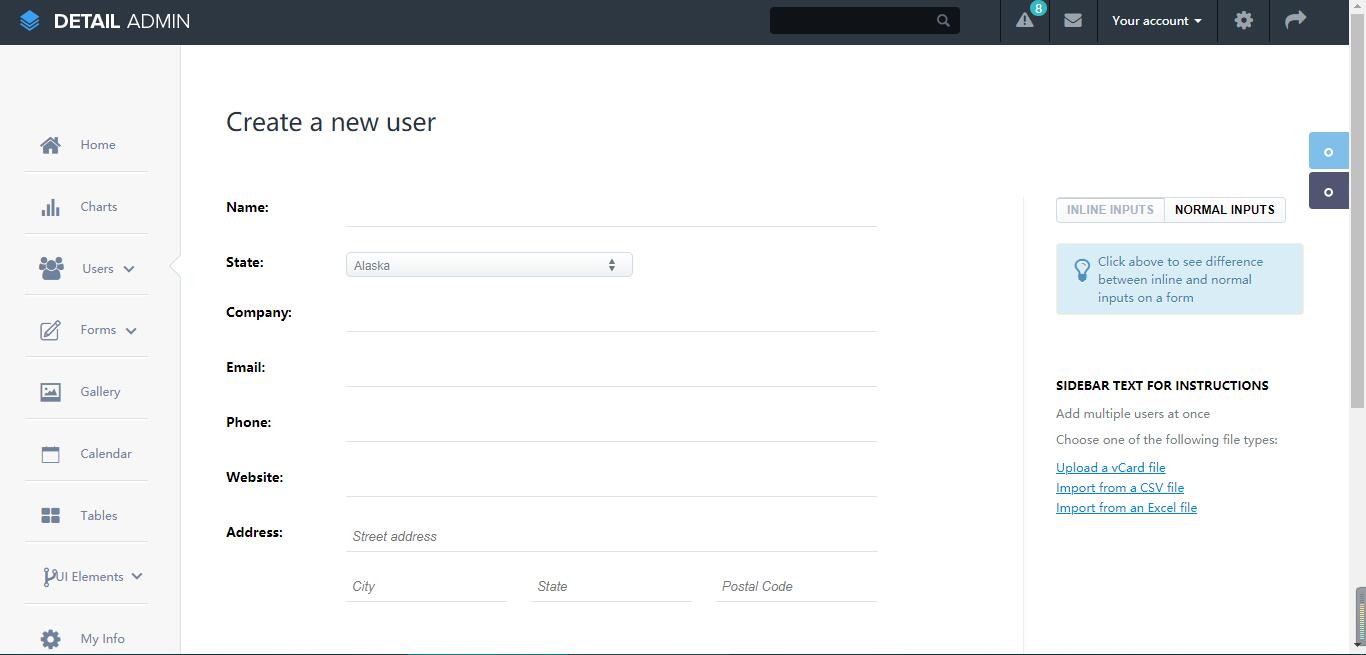 DETAIL ADMIN
8
Your account
Home
Charts
Users
Forms
Gallery
Calendar
Tables
UI Elements
My Info
Create a new user
Name:
State:
Alaska
Company:
Email:
Phone:
Website:
Address:
Street address
City
State
Postal Code
INLINE INPUTS
NORMAL INPUTS
Click above to see difference
between inline and normal
inputs on a form
SIDEBAR TEXT FOR INSTRUCTIONS
Add multiple users at once
Choose one of the following file types:
Upload a vCard file
Import from a CSV file
Import from an Excel file